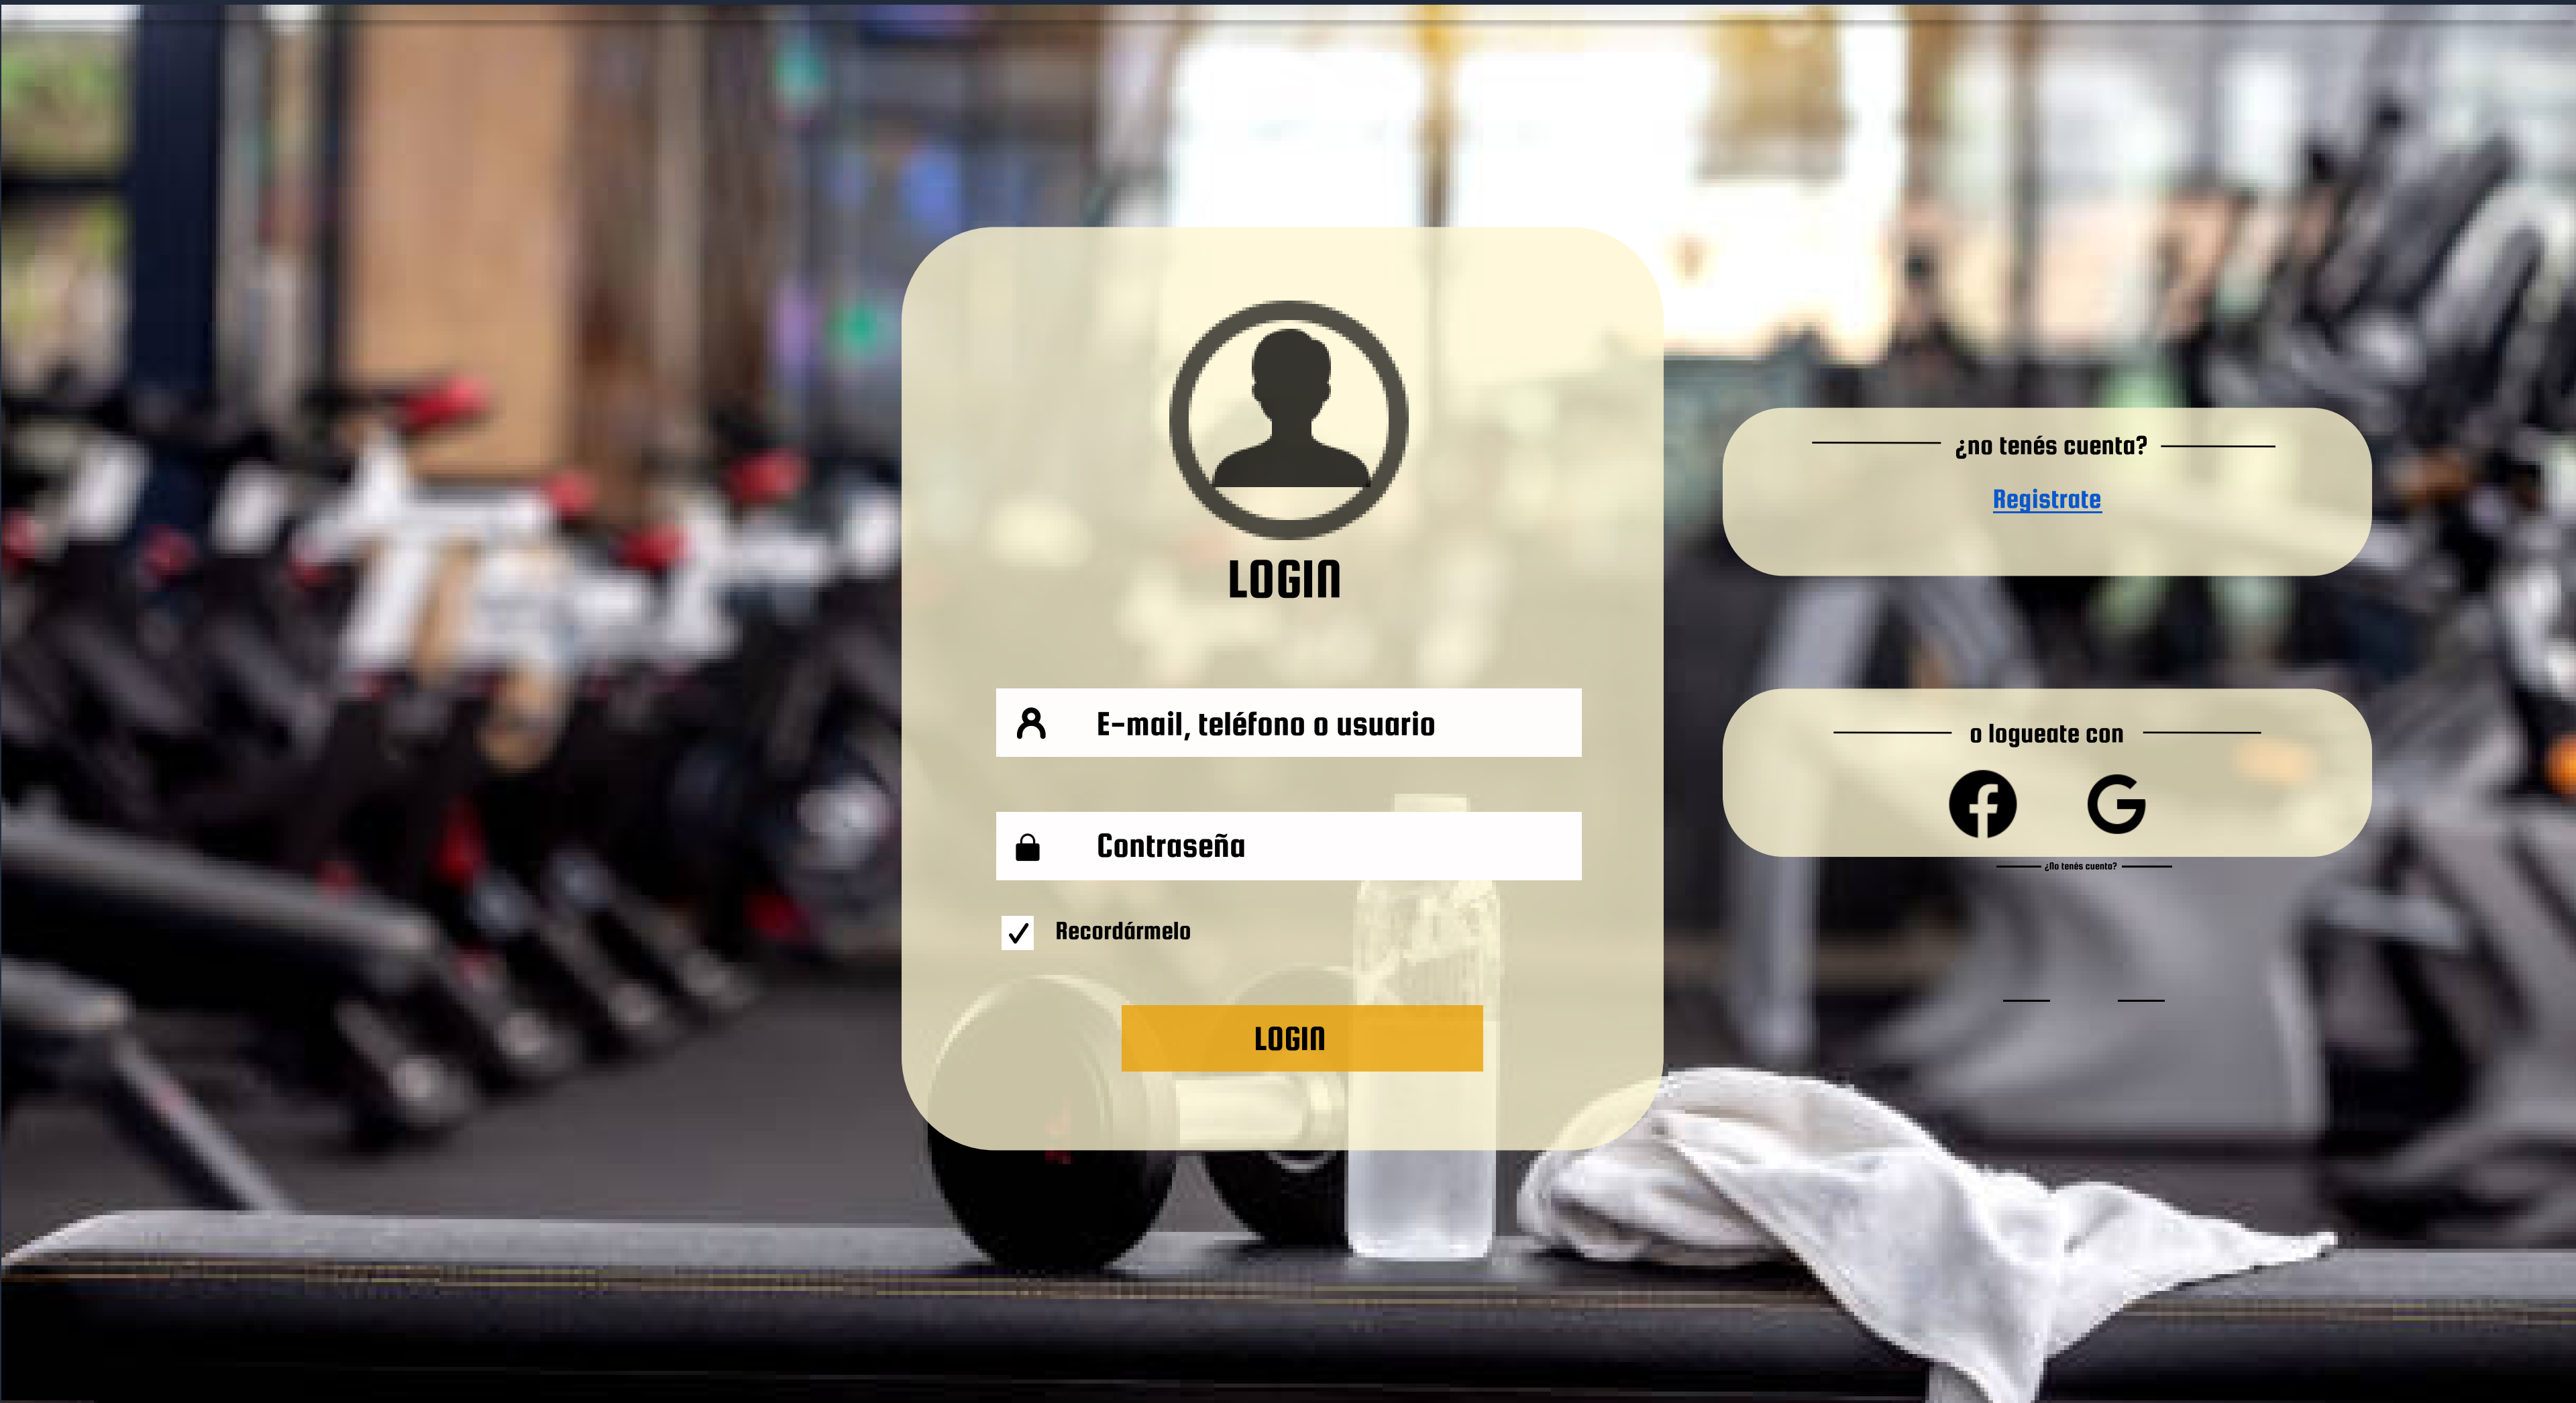 LOGIN
E-mail, teléfono o usuario
Contraseña
Recordármelo
LOGIN
¿no tenés cuenta?
Registrate
o logueate con
¿No tenés cuenta?